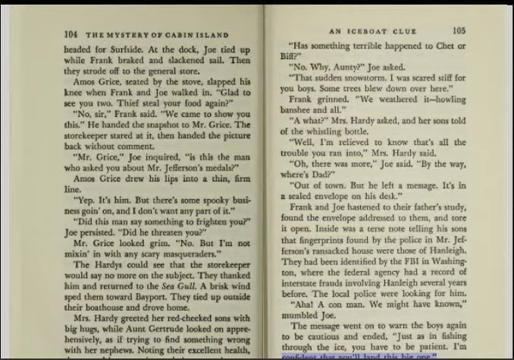 104 THE MYSTERY OF CABIN ISLAND
headed for Surfside. At the dock, Joe tied up
while Frank braked and slackened sail. Then
they strode off to the general store.
Amos Grice, seated by the stove, slapped his
knee when Frank and Joe walked in. "Glad to
see you two. Thief steal your food again?"
"No, sir," Frank said. "We came to show you
this." He handed the snapshot to Mr. Grice. The
storekeeper stared at it, then handed the picture
back without comment.
"Mr. Grice," Joe inquired, "is this the man
who asked you about Mr. Jefferson's medals?"
Amos Grice drew his lips into a thin, firm
line.
"Yep. It's him. But there's some spooky busi-
ness goin' on, and I don't want any part of it."
"Did this man say something to frighten you?"
Joe persisted. "Did he threaten you?"
Mr. Grice looked grim. "No. But I'm not
mixin' in with any scary masqueraders."
The Hardys could see that the storekeeper
would say no more on the subject. They thanked
him and returned to the Sea Gull. A brisk wind
sped them toward Bayport. They tied up outside
their boathouse and drove home.
Mrs. Hardy greeted her red-cheeked sons with
big hugs, while Aunt Gertrude looked on appre-
hensively, as if trying to find something wrong
with her nephews. Noting their excellent health,
AN ICEBOAT CLUE 105
"Has something terrible happened to Chet or
Biff?"
"No. Why, Aunty?" Joe asked.
"That sudden snowstorm. I was scared stiff for
you boys. Some trees blew down over here."
Frank grinned. "We weathered it—howling
banshee and all."
"A what?" Mrs. Hardy asked, and her sons told
of the whistling bottle.
"Well, I'm relieved to know that's all the
trouble you ran into," Mrs. Hardy said.
"Oh, there was more," Joe said. "By the way,
where's Dad?"
"Out of town. But he left a message. It's in
a sealed envelope on his desk."
Frank and Joe hastened to their father's study,
found the envelope addressed to them, and tore
it open. Inside was a terse note telling his sons
that fingerprints found by the police in Mr. Jef-
ferson's ransacked house were those of Hanleigh.
They had been identified by the FBI in Washing-
ton, where the federal agency had a record of
interstate frauds involving Hanleigh several years
before. The local police were looking for him.
"Aha! A con man. We might have known,"
mumbled Joe.
The message went on to warn the boys again
to be cautious and ended, "Just as in fishing
through the ice, you have to be patient. I'm
confident that you'll land this big one."